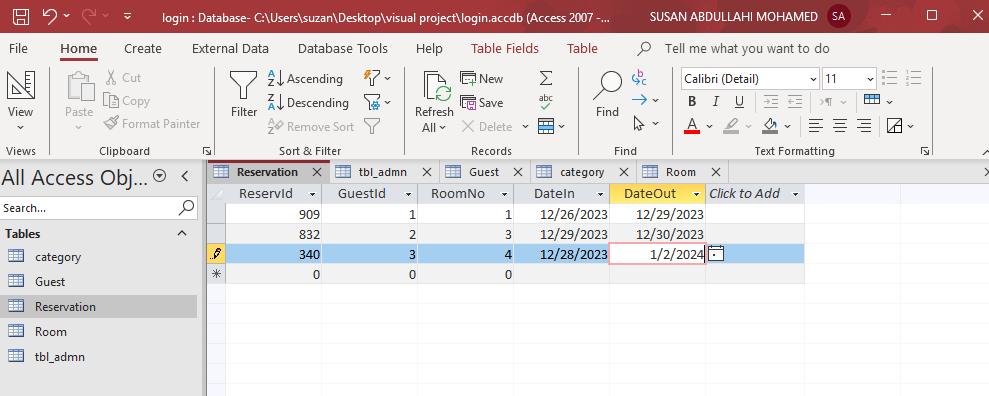 login : Database- C:\Users\suzan\Desktop\visual project\login.accdb (Access 2007 -... SUSAN ABDULLAHI MOHAMED SA
File Home Create External Data Database Tools Help Table Fields Table Tell me what you want to do
View
Views
Paste
Cut
Copy
Format Painter
Clipboard
Filter
Ascending
Descending
Remove Sort
Sort & Filter
Refresh
All
New
Save
Delete
Records
Find
Find
Calibri (Detail) 11
B I U
A
Text Formatting
All Access Obj...
Search...
Tables
category
Guest
Reservation
Room
tbl_admn
Reservation tbl_admn Guest category Room
ReservId GuestId RoomNo DateIn DateOut Click to Add
909 1 1 12/26/2023 12/29/2023
832 2 3 12/29/2023 12/30/2023
340 3 4 12/28/2023 1/2/2024
0 0 0